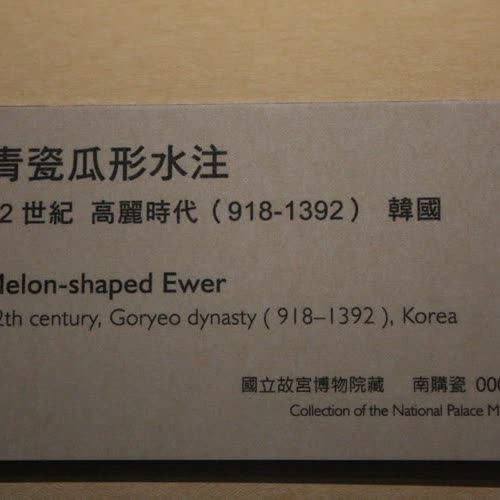 青瓷瓜形水注
2世紀 高麗時代（918-1392） 韓國
Melon-shaped Ewer
2th century, Goryeo dynasty ( 918–1392 ), Korea
國立故宮博物院藏 南購瓷 000
Collection of the National Palace M